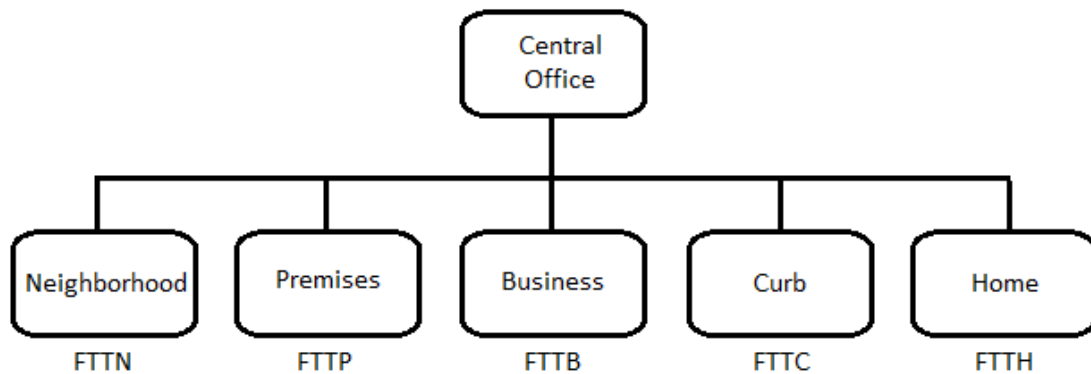 Central
Office
Neighborhood
Premises
Business
Curb
Home
FTTN
FTTP
FTTB
FTTC
FTTH